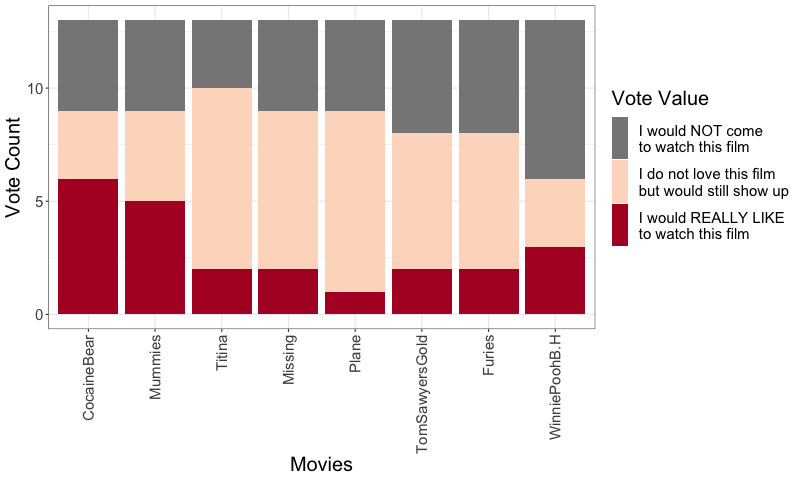 Vote Count
10
5
0
CocaineBear
Mummies
Titina
Missing
Plane
TomSawyersGold
Furies
WinniePoohB.H
Movies
Vote Value
I would NOT come
to watch this film
I do not love this film
but would still show up
I would REALLY LIKE
to watch this film